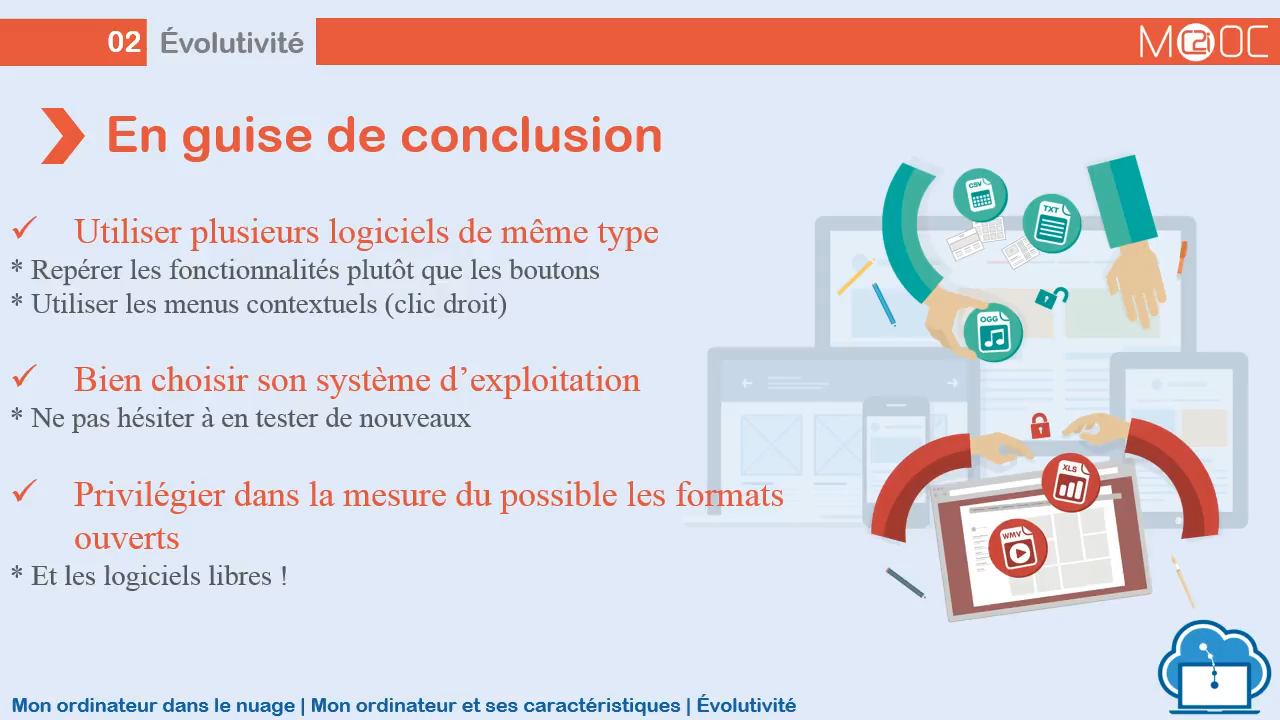 02 Évolutivité
M C2i OC
En guise de conclusion
✓ Utiliser plusieurs logiciels de même type
* Repérer les fonctionnalités plutôt que les boutons
* Utiliser les menus contextuels (clic droit)
✓ Bien choisir son système d’exploitation
* Ne pas hésiter à en tester de nouveaux
✓ Privilégier dans la mesure du possible les formats
ouverts
* Et les logiciels libres !
CSV
TXT
OGG
XLS
WMV
Mon ordinateur dans le nuage | Mon ordinateur et ses caractéristiques | Évolutivité